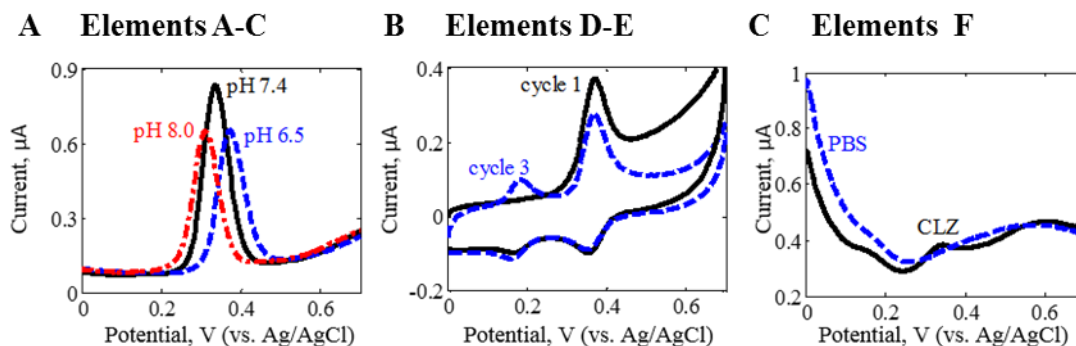 A Elements A-C
0.9
0.6
0.3
0
Current, µA
pH 7.4
pH 8.0
pH 6.5
0 0.2 0.4 0.6
Potential, V (vs. Ag/AgCl)
B Elements D-E
0.4
0.2
0
-0.2
Current, µA
cycle 1
cycle 3
0 0.2 0.4 0.6
Potential, V (vs. Ag/AgCl)
C Elements F
1
0.8
0.6
0.4
0.2
Current, µA
PBS
CLZ
0 0.2 0.4 0.6
Potential, V (vs. Ag/AgCl)